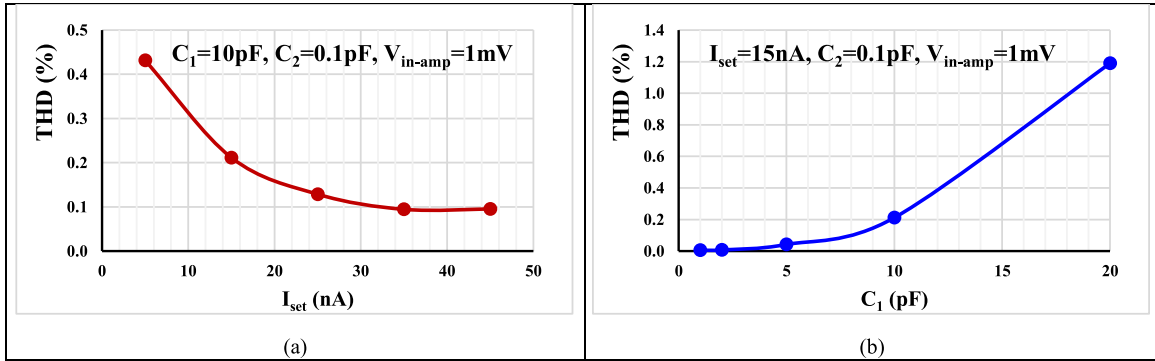 C₁=10pF, C₂=0.1pF, Vin-amp=1mV
THD (%)
0.5
0.4
0.3
0.2
0.1
0.0
0 10 20 30 40 50
Iset (nA)
(a)
Iset=15nA, C₂=0.1pF, Vin-amp=1mV
THD (%)
1.4
1.2
1.0
0.8
0.6
0.4
0.2
0.0
0 5 10 15 20
C₁ (pF)
(b)